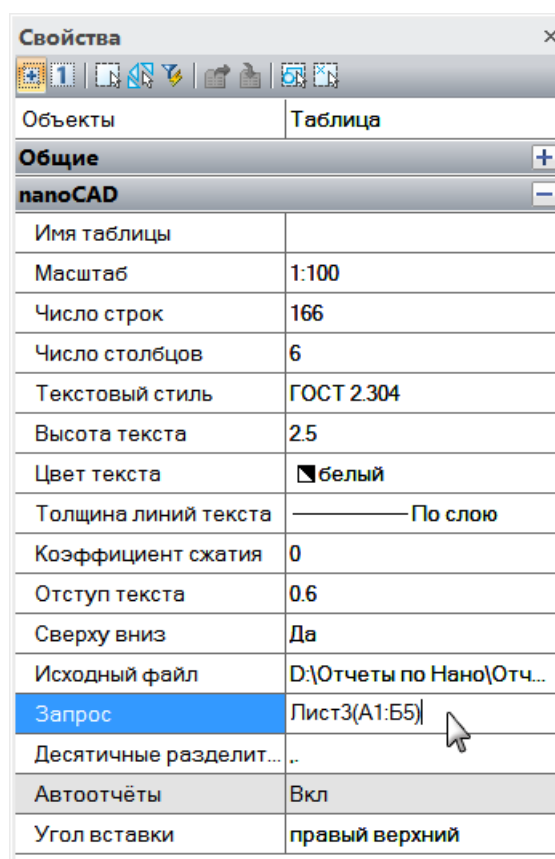 Свойства
1
Объекты Таблица
Общие
nanoCAD
Имя таблицы
Масштаб 1:100
Число строк 166
Число столбцов 6
Текстовый стиль ГОСТ 2.304
Высота текста 2.5
Цвет текста белый
Толщина линий текста По слою
Коэффициент сжатия 0
Отступ текста 0.6
Сверху вниз Да
Исходный файл D:\Отчеты по Нано\Отч...
Запрос Лист3(А1:Б5)
Десятичные разделит... ,.
Автоотчёты Вкл
Угол вставки правый верхний